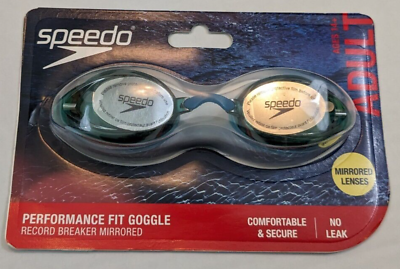 speedo
ADULT
speedo
speedo
MIRRORED
LENSES
PERFORMANCE FIT GOGGLE
RECORD BREAKER MIRRORED
COMFORTABLE
& SECURE
NO
LEAK